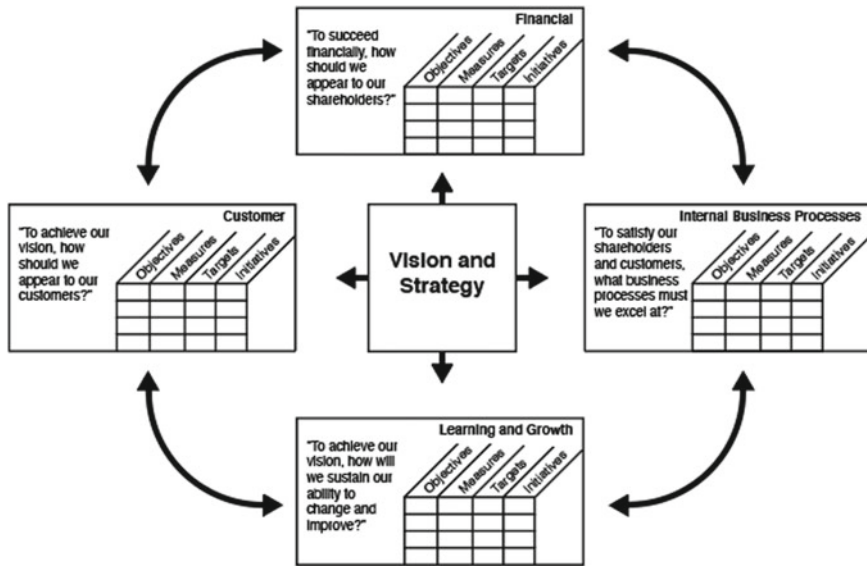 Financial
"To succeed
financially, how
should we
appear to our
shareholders?"
Objectives
Measures
Targets
Initiatives
Customer
"To achieve our
vision, how
should we
appear to our
customers?"
Objectives
Measures
Targets
Initiatives
Vision and
Strategy
Internal Business Processes
"To satisfy our
shareholders
and customers,
what business
processes must
we excel at?"
Objectives
Measures
Targets
Initiatives
Learning and Growth
"To achieve our
vision, how will
we sustain our
ability to
change and
improve?"
Objectives
Measures
Targets
Initiatives